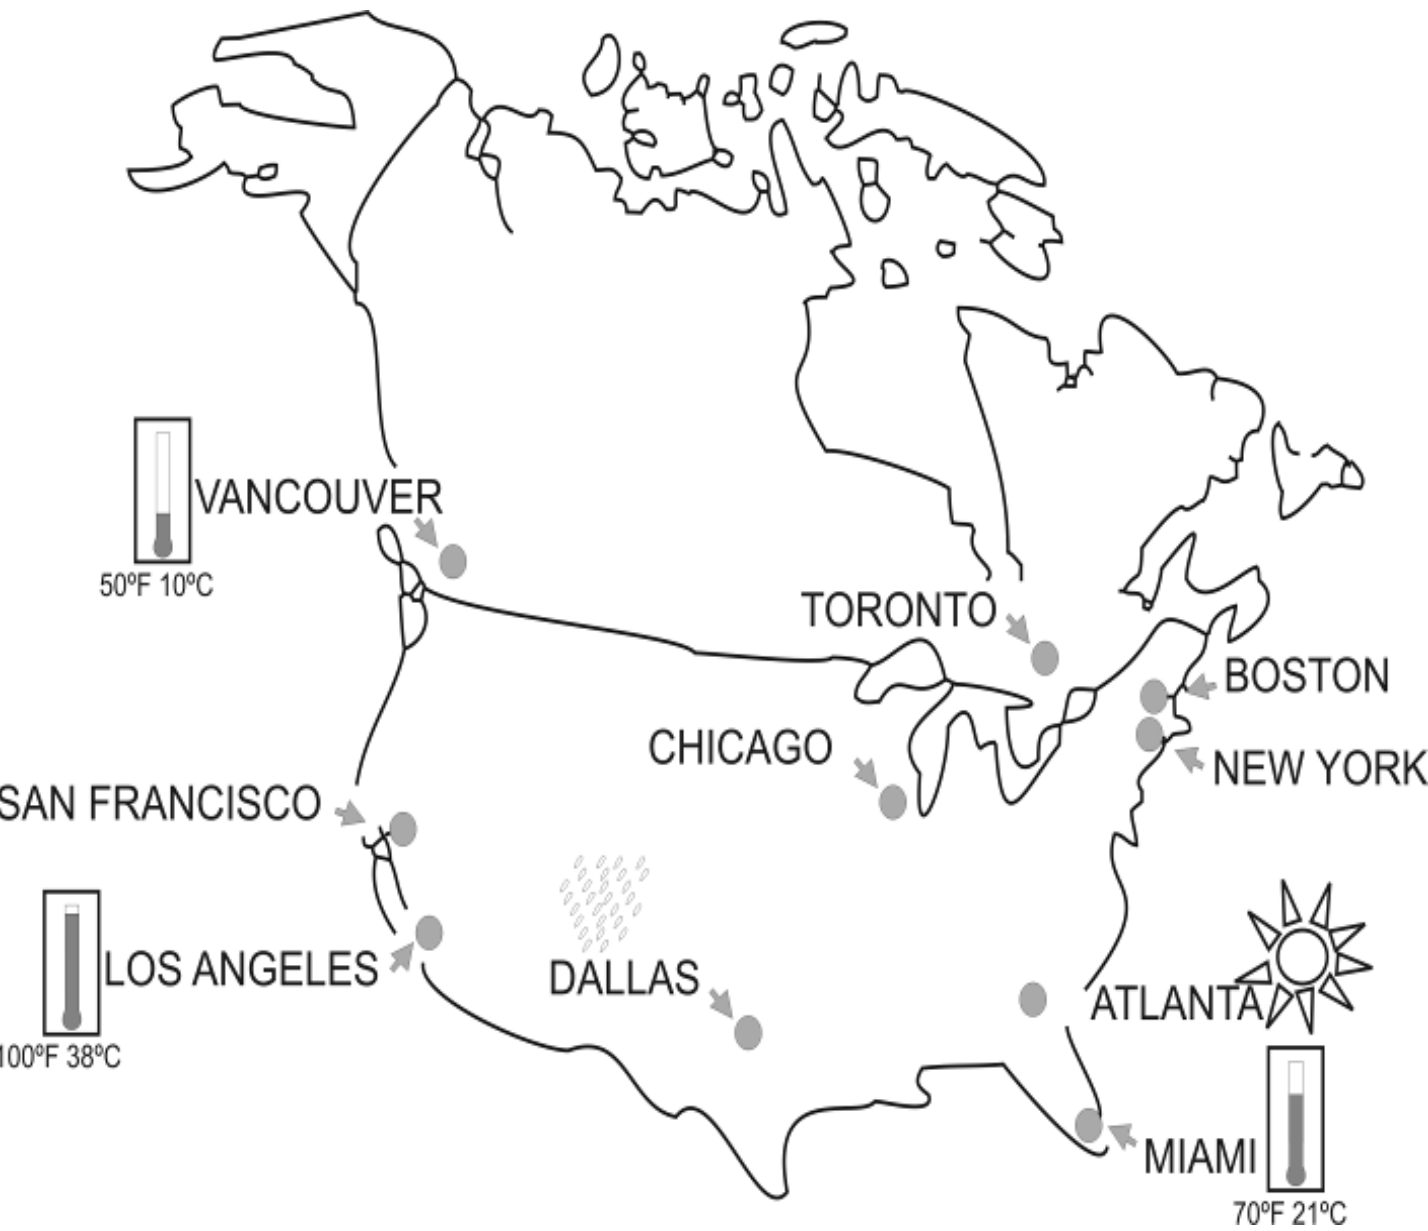 VANCOUVER
50ºF 10ºC
TORONTO
BOSTON
CHICAGO
NEW YORK
SAN FRANCISCO
LOS ANGELES
DALLAS
ATLANTA
100ºF 38ºC
MIAMI
70ºF 21ºC